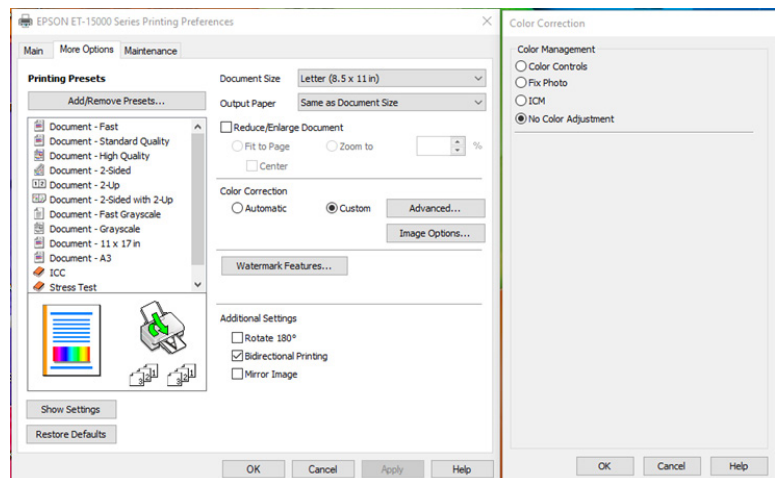 EPSON ET-15000 Series Printing Preferences
Main
More Options
Maintenance
Printing Presets
Add/Remove Presets...
Document - Fast
Document - Standard Quality
Document - High Quality
Document - 2-Sided
Document - 2-Up
Document - 2-Sided with 2-Up
Document - Fast Grayscale
Document - Grayscale
Document - 11 x 17 in
Document - A3
ICC
Stress Test
Show Settings
Restore Defaults
Document Size
Letter (8.5 x 11 in)
Output Paper
Same as Document Size
Reduce/Enlarge Document
Fit to Page
Zoom to
%
Center
Color Correction
Automatic
Custom
Advanced...
Image Options...
Watermark Features...
Additional Settings
Rotate 180°
Bidirectional Printing
Mirror Image
OK
Cancel
Apply
Help
Color Correction
Color Management
Color Controls
Fix Photo
ICM
No Color Adjustment
OK
Cancel
Help